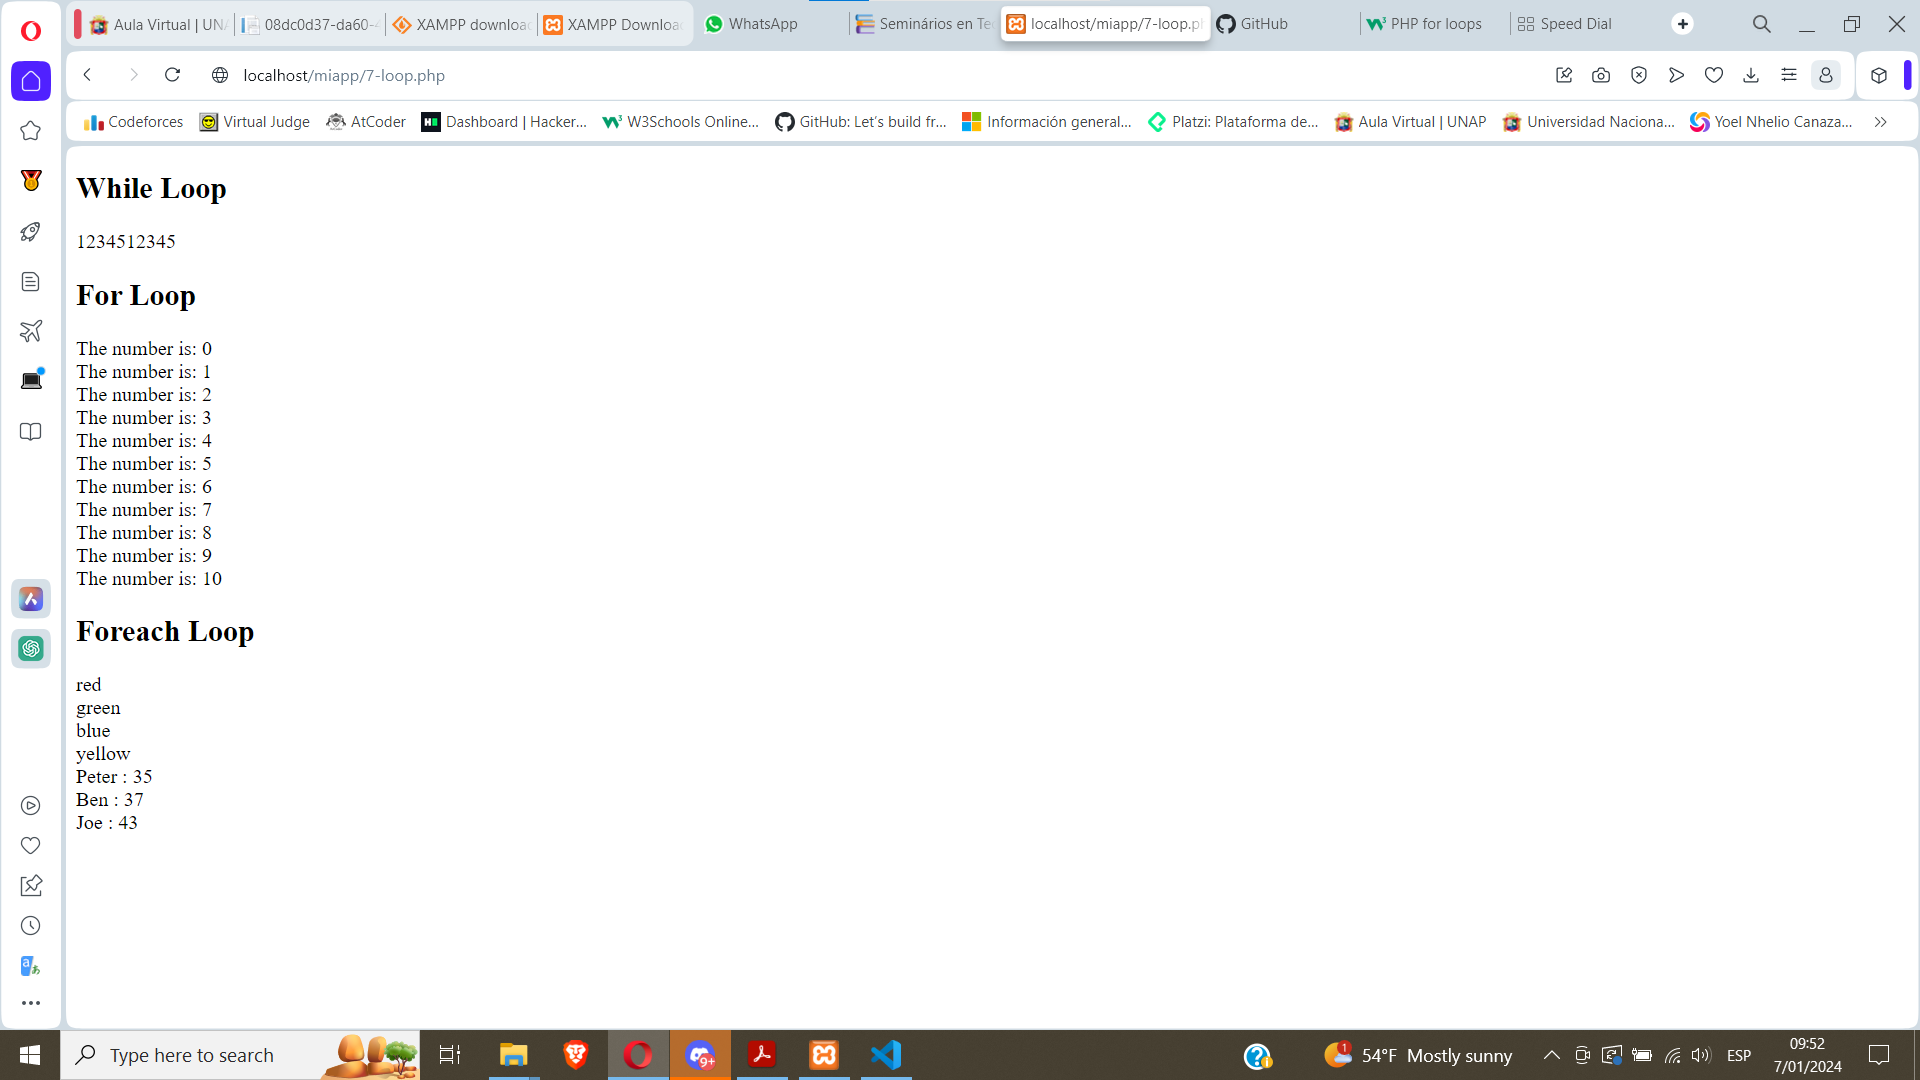 Aula Virtual | UNA
08dc0d37-da60-4
XAMPP download
XAMPP Download
WhatsApp
Seminários en Te
localhost/miapp/7-loop.p
GitHub
PHP for loops
Speed Dial
localhost/miapp/7-loop.php
Codeforces
Virtual Judge
AtCoder
Dashboard | Hacker...
W3Schools Online...
GitHub: Let's build fr...
Información general...
Platzi: Plataforma de...
Aula Virtual | UNAP
Universidad Naciona...
Yoel Nhelio Canaza...
While Loop
1234512345
For Loop
The number is: 0
The number is: 1
The number is: 2
The number is: 3
The number is: 4
The number is: 5
The number is: 6
The number is: 7
The number is: 8
The number is: 9
The number is: 10
Foreach Loop
red
green
blue
yellow
Peter : 35
Ben : 37
Joe : 43
Type here to search
9+
1
54°F Mostly sunny
ESP
09:52
7/01/2024